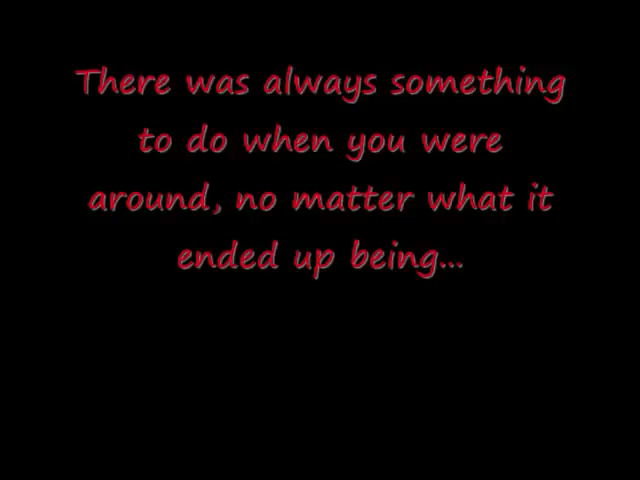 There was always something
to do when you were
around, no matter what it
ended up being...